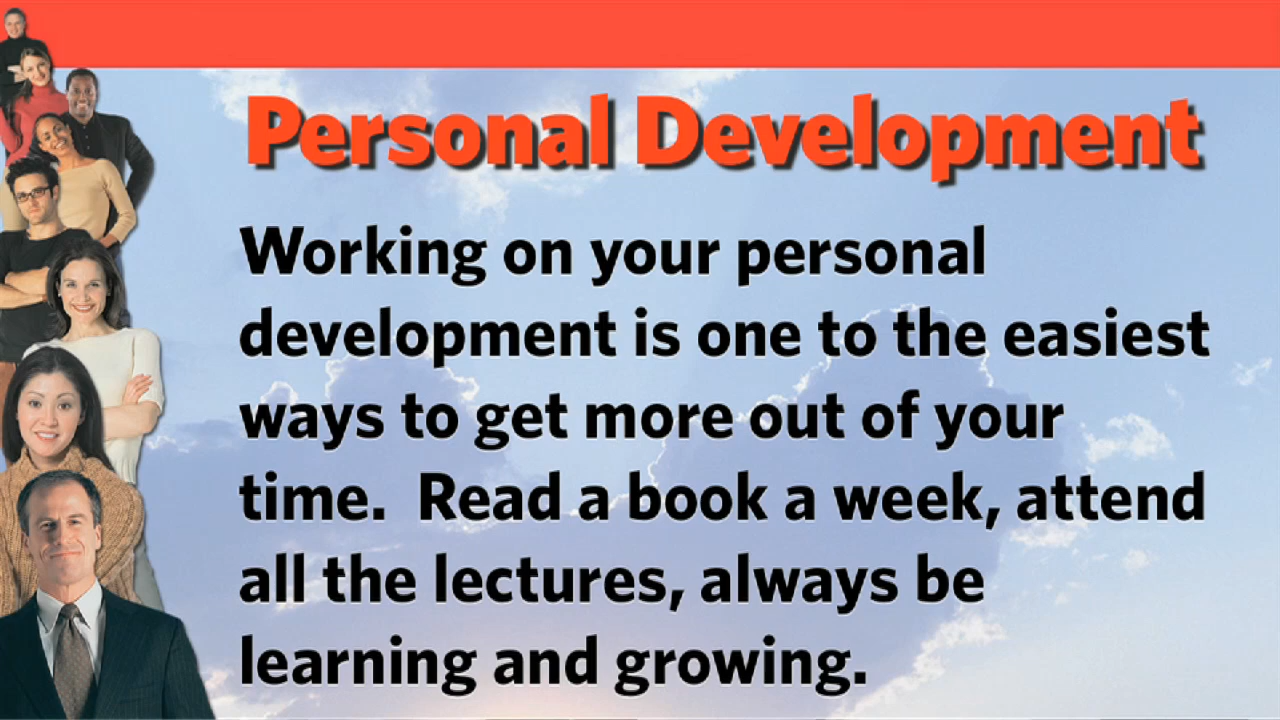 Personal Development
Working on your personal
development is one to the easiest
ways to get more out of your
time.  Read a book a week, attend
all the lectures, always be
learning and growing.